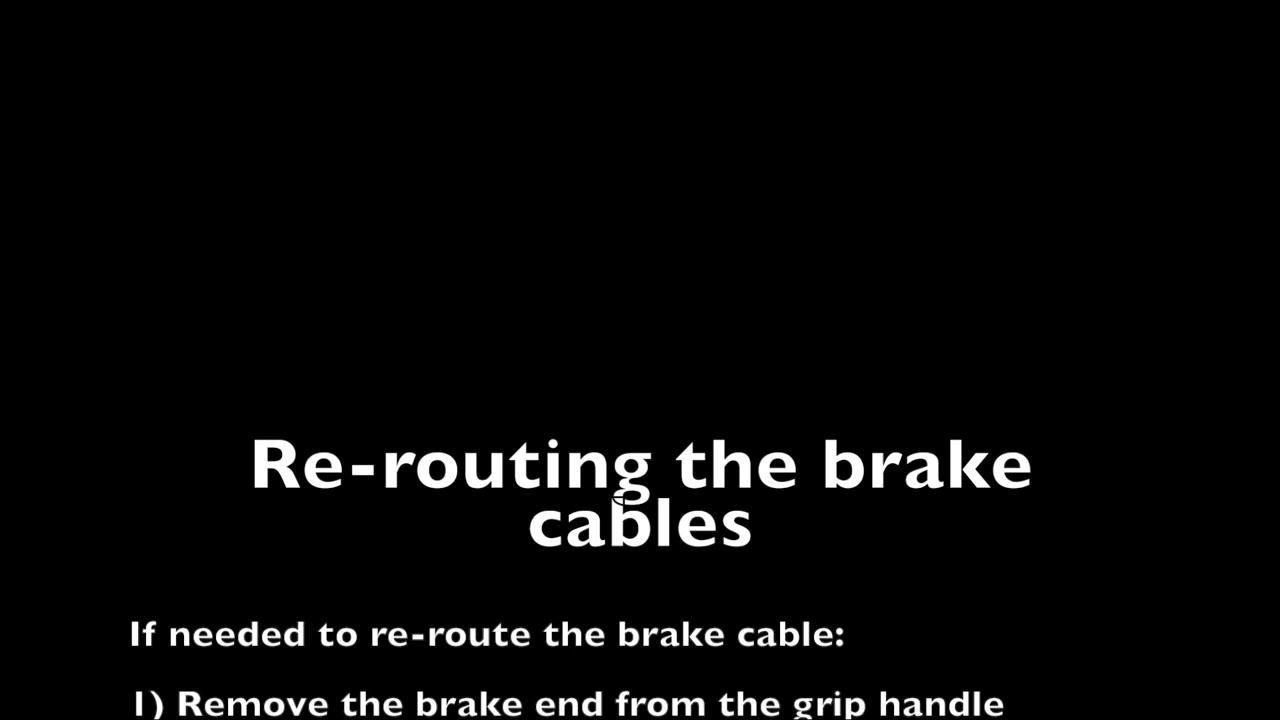 Re-routing the brake
cables
If needed to re-route the brake cable:
1) Remove the brake end from the grip handle